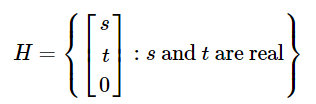 H = { [ s
t
0 ] : s and t are real }